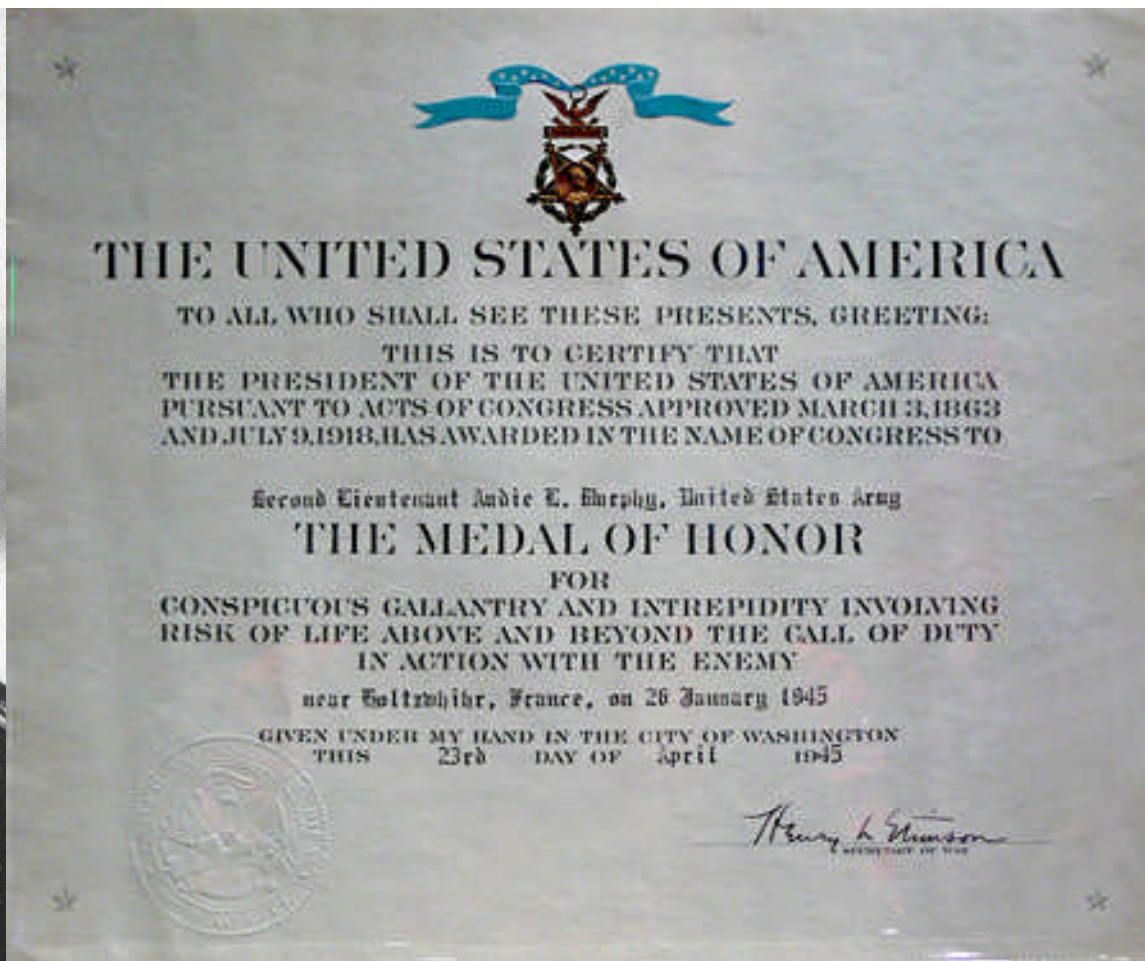 THE UNITED STATES OF AMERICA
TO ALL WHO SHALL SEE THESE PRESENTS, GREETING:
THIS IS TO CERTIFY THAT
THE PRESIDENT OF THE UNITED STATES OF AMERICA
PURSUANT TO ACTS OF CONGRESS APPROVED MARCH 3,1863
AND JULY 9,1918,HAS AWARDED IN THE NAME OF CONGRESS TO
Second Lieutenant Audie L. Murphy, United States Army
THE MEDAL OF HONOR
FOR
CONSPICUOUS GALLANTRY AND INTREPIDITY INVOLVING
RISK OF LIFE ABOVE AND BEYOND THE CALL OF DUTY
IN ACTION WITH THE ENEMY
near Holtzwihr, France, on 26 January 1945
GIVEN UNDER MY HAND IN THE CITY OF WASHINGTON
THIS 23rd DAY OF April 1945
Henry L Stimson
SECRETARY OF WAR